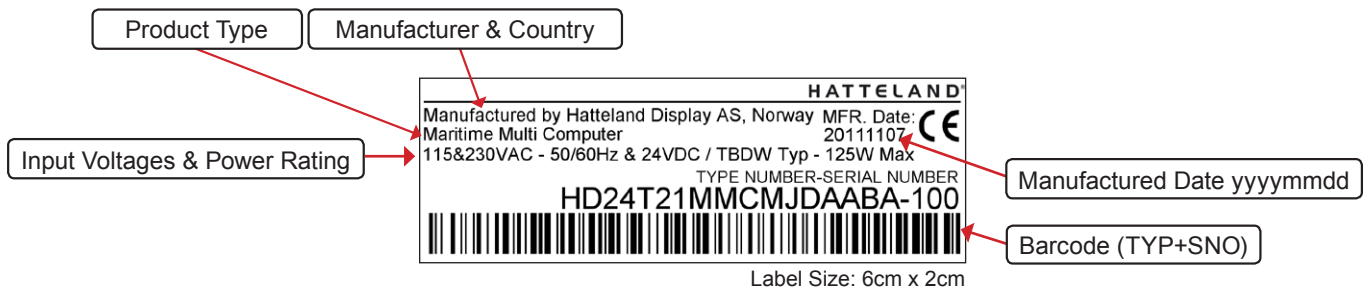 Product Type
Manufacturer & Country
HATTELAND®
Manufactured by Hatteland Display AS, Norway MFR. Date:
Maritime Multi Computer 20111107 CE
Input Voltages & Power Rating
115&230VAC - 50/60Hz & 24VDC / TBDW Typ - 125W Max
TYPE NUMBER-SERIAL NUMBER
Manufactured Date yyyymmdd
HD24T21MMCMJDAABA-100
Barcode (TYP+SNO)
Label Size: 6cm x 2cm